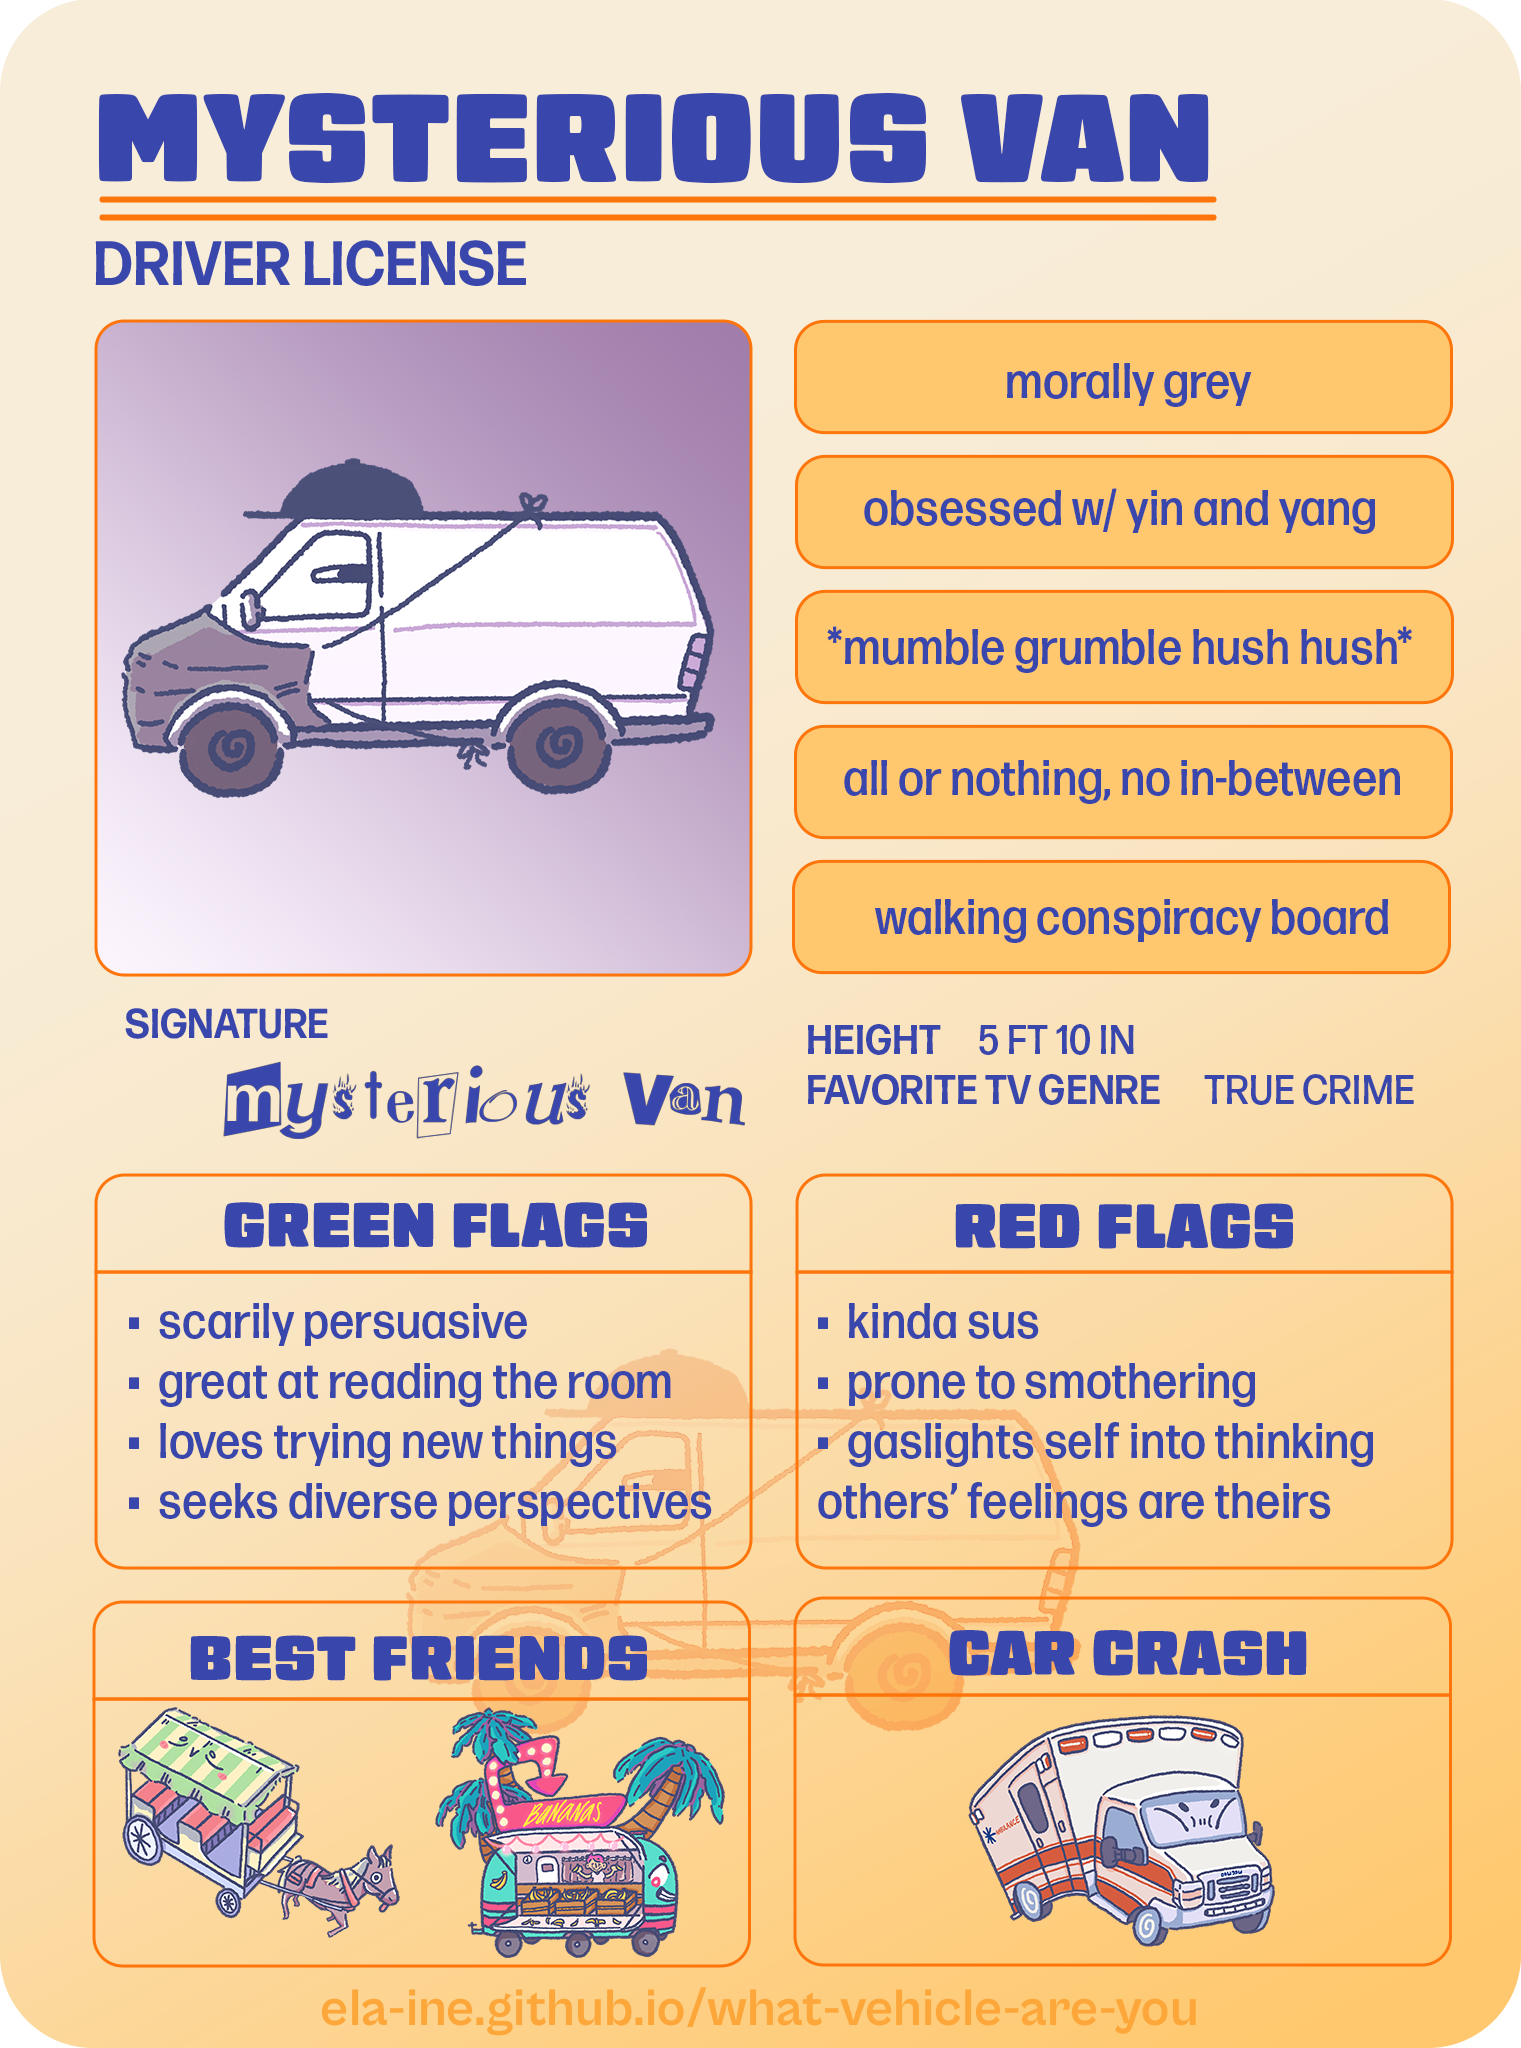 MYSTERIOUS VAN
DRIVER LICENSE
morally grey
obsessed w/ yin and yang
*mumble grumble hush hush*
all or nothing, no in-between
walking conspiracy board
SIGNATURE
mysterious Van
HEIGHT 5 FT 10 IN
FAVORITE TV GENRE TRUE CRIME
GREEN FLAGS
▪ scarily persuasive
▪ great at reading the room
▪ loves trying new things
▪ seeks diverse perspectives
RED FLAGS
▪ kinda sus
▪ prone to smothering
▪ gaslights self into thinking
others’ feelings are theirs
BEST FRIENDS
BANANAS
CAR CRASH
ela-ine.github.io/what-vehicle-are-you